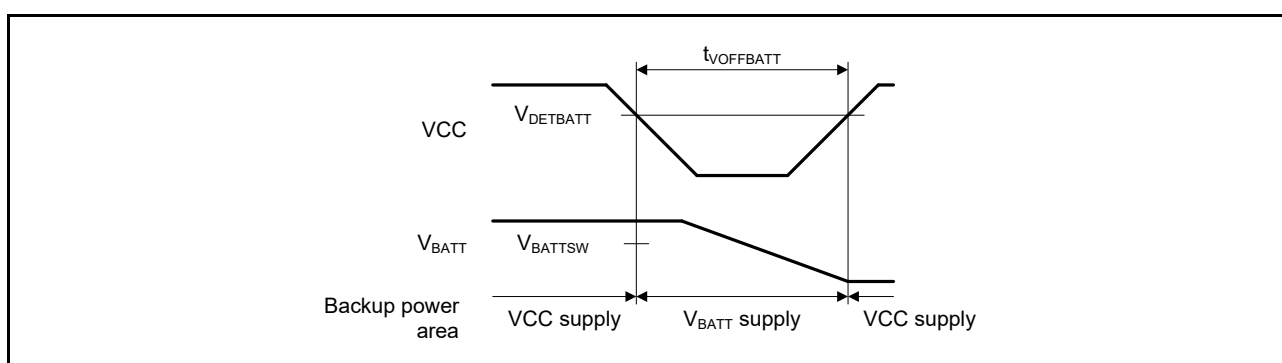 tVOFFBATT
VDETBATT
VCC
VBATT
VBATTSW
Backup power
area
VCC supply
VBATT supply
VCC supply